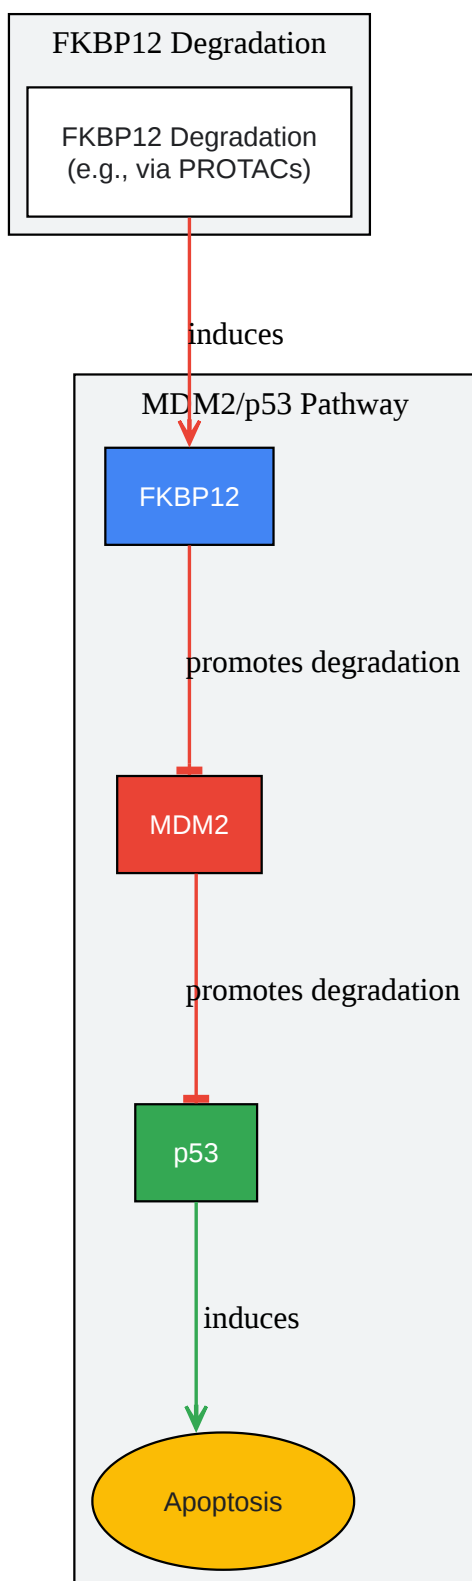 FKBP12 Degradation
FKBP12 Degradation
(e.g., via PROTACs)
induces
MDM2/p53 Pathway
FKBP12
promotes degradation
MDM2
promotes degradation
p53
induces
Apoptosis